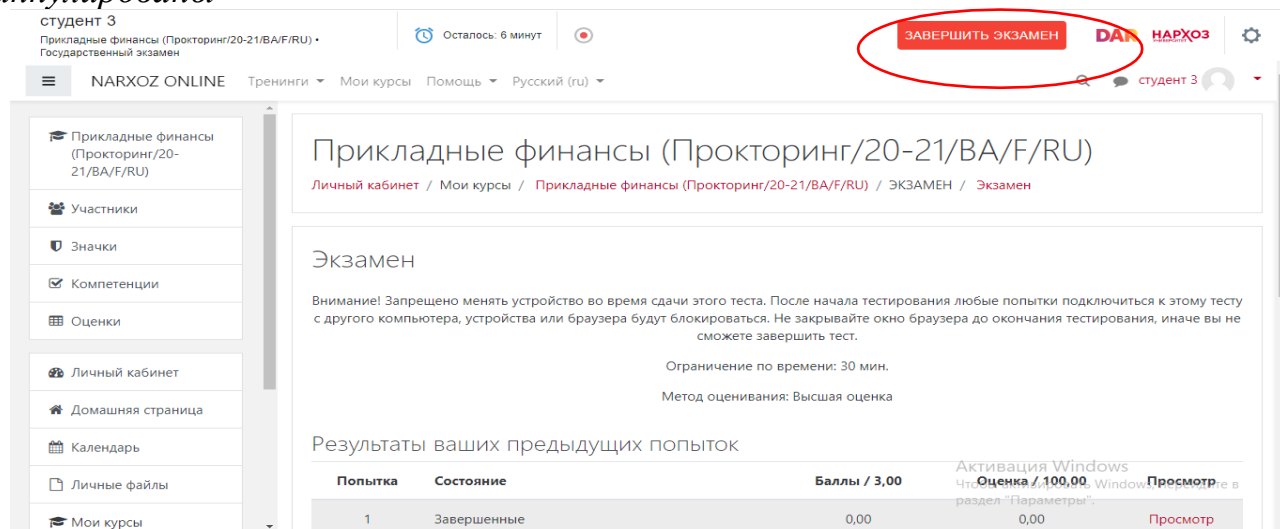 аннулированы
студент 3
Прикладные финансы (Прокторинг/20-21/BA/F/RU) •
Государственный экзамен
Осталось: 6 минут
ЗАВЕРШИТЬ ЭКЗАМЕН
DAR
НАРХОЗ
NARXOZ ONLINE
Тренинги
Мои курсы
Помощь
Русский (ru)
студент 3
Прикладные финансы
(Прокторинг/20-
21/BA/F/RU)
Участники
Значки
Компетенции
Оценки
Личный кабинет
Домашняя страница
Календарь
Личные файлы
Мои курсы
Прикладные финансы (Прокторинг/20-21/BA/F/RU)
Личный кабинет / Мои курсы / Прикладные финансы (Прокторинг/20-21/BA/F/RU) / ЭКЗАМЕН / Экзамен
Экзамен
Внимание! Запрещено менять устройство во время сдачи этого теста. После начала тестирования любые попытки подключиться к этому тесту
с другого компьютера, устройства или браузера будут блокироваться. Не закрывайте окно браузера до окончания тестирования, иначе вы не
сможете завершить тест.
Ограничение по времени: 30 мин.
Метод оценивания: Высшая оценка
Результаты ваших предыдущих попыток
Попытка Состояние Баллы / 3,00 Оценка / 100,00 Просмотр
1 Завершенные 0,00 0,00 Просмотр
Активация Windows
Чтобы активировать Windows, перейдите в
раздел "Параметры".